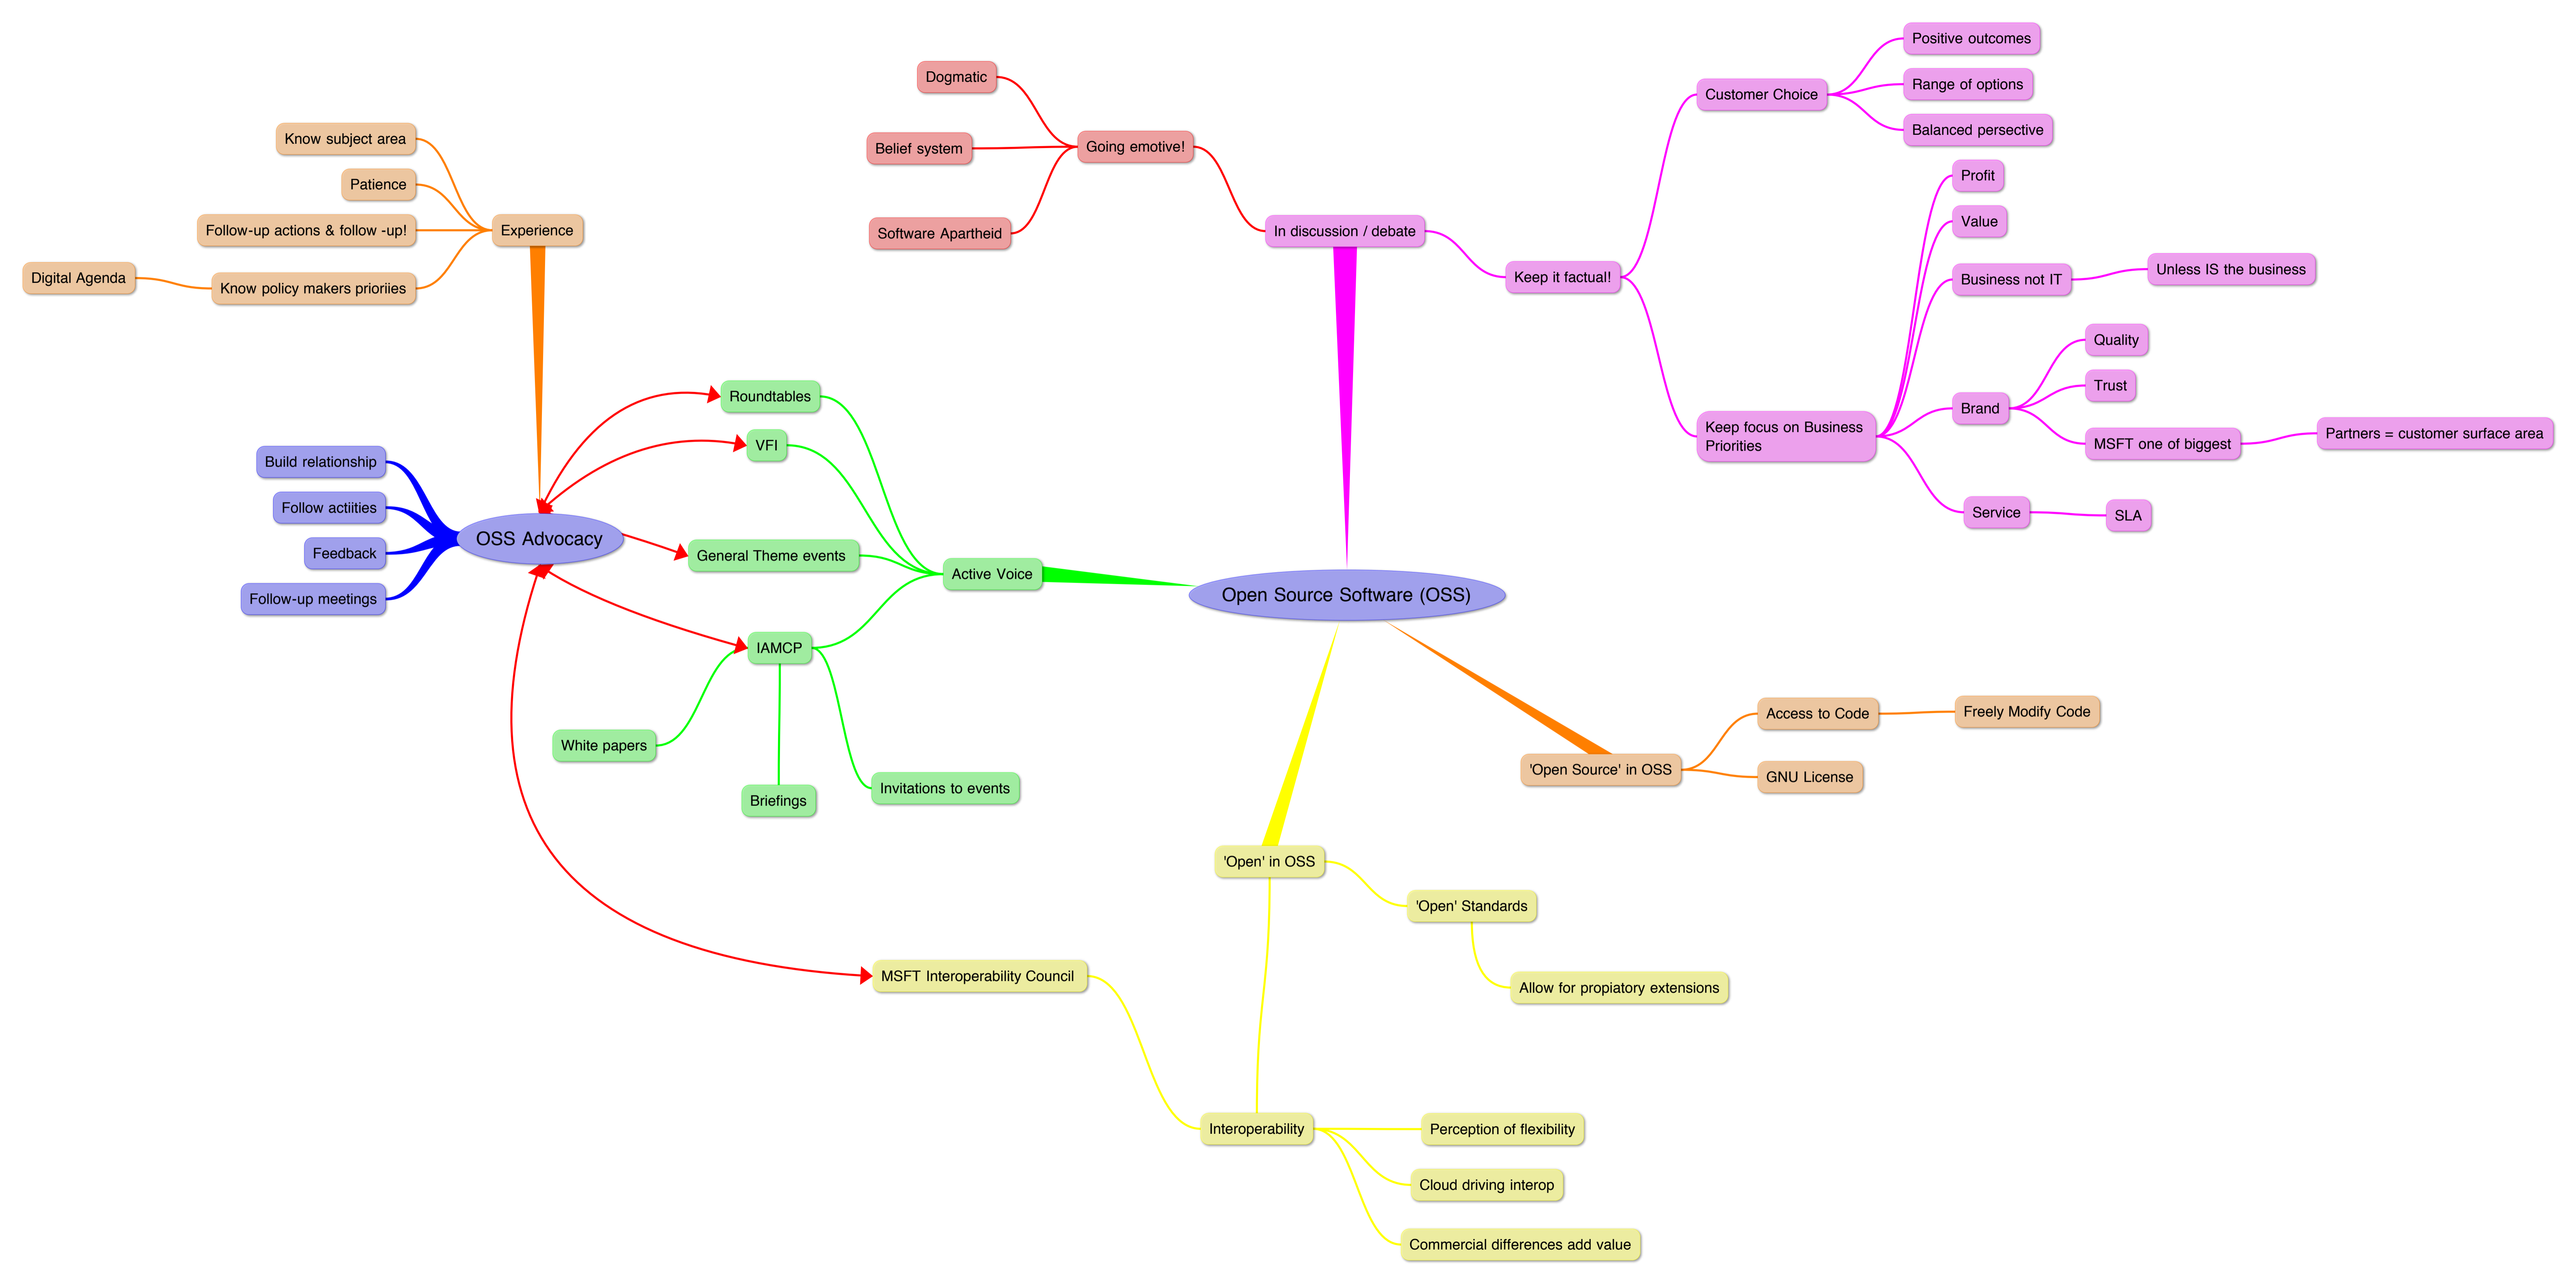 Positive outcomes
Dogmatic
Range of options
Customer Choice
Balanced persective
Know subject area
Belief system
Going emotive!
Profit
Patience
Value
Follow-up actions & follow -up!
Experience
Software Apartheid
In discussion / debate
Digital Agenda
Know policy makers prioriies
Keep it factual!
Business not IT
Unless IS the business
Quality
Trust
Roundtables
Brand
Keep focus on Business
Priorities
MSFT one of biggest
Partners = customer surface area
VFI
Build relationship
Follow actiities
Service
SLA
OSS Advocacy
Feedback
General Theme events
Active Voice
Follow-up meetings
Open Source Software (OSS)
IAMCP
White papers
Briefings
Invitations to events
Access to Code
Freely Modify Code
'Open Source' in OSS
GNU License
'Open' in OSS
'Open' Standards
MSFT Interoperability Council
Allow for propiatory extensions
Interoperability
Perception of flexibility
Cloud driving interop
Commercial differences add value